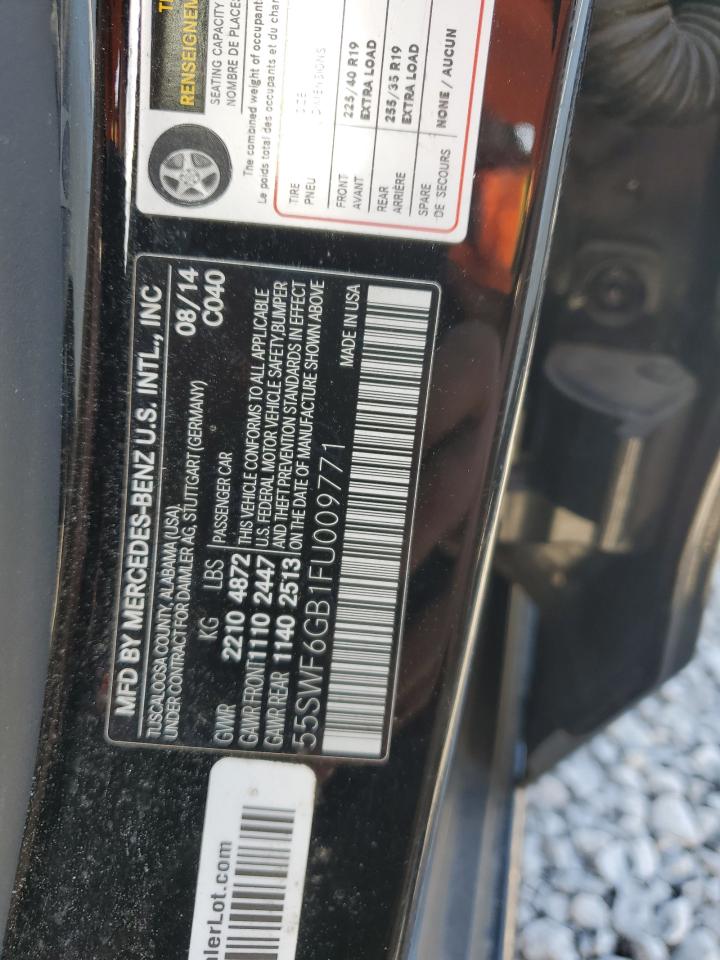 RENSEIGNEM
SEATING CAPACITY
NOMBRE DE PLACES
The combined weight of occupant
Le poids total des occupants et du char
TIRE
PNEU
DIMENSIONS
FRONT
AVANT
225/40 R19
EXTRA LOAD
REAR
ARRIÈRE
255/35 R19
EXTRA LOAD
SPARE
DE SECOURS
NONE / AUCUN
MFD BY MERCEDES-BENZ U.S. INTL., INC
TUSCALOOSA COUNTY, ALABAMA (USA)
UNDER CONTRACT FOR DAIMLER AG, STUTTGART (GERMANY)
08/14
C040
KG LBS
PASSENGER CAR
GVWR 2210 4872
GAWR FRONT 1110 2447
GAWR REAR 1140 2513
THIS VEHICLE CONFORMS TO ALL APPLICABLE
U.S. FEDERAL MOTOR VEHICLE SAFETY, BUMPER
AND THEFT PREVENTION STANDARDS IN EFFECT
ON THE DATE OF MANUFACTURE SHOWN ABOVE
55SWF6GB1FU009771
MADE IN USA
lerLot.com